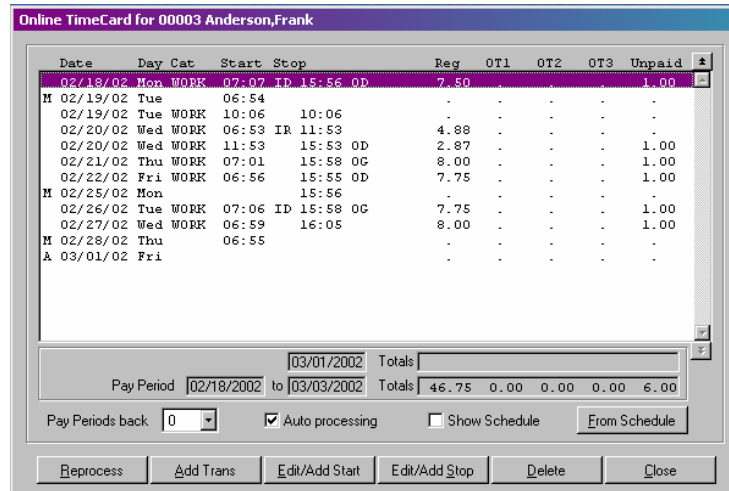 Online TimeCard for 00003 Anderson,Frank
Date Day Cat Start Stop Reg OT1 OT2 OT3 Unpaid
02/18/02 Mon WORK 07:07 ID 15:56 OD 7.50 . . . 1.00
M 02/19/02 Tue 06:54 . . . . .
02/19/02 Tue WORK 10:06 10:06 . . . . .
02/20/02 Wed WORK 06:53 IR 11:53 4.88 . . . .
02/20/02 Wed WORK 11:53 15:53 OD 2.87 . . . 1.00
02/21/02 Thu WORK 07:01 15:58 OG 8.00 . . . 1.00
02/22/02 Fri WORK 06:56 15:55 OD 7.75 . . . 1.00
M 02/25/02 Mon 15:56 . . . . .
02/26/02 Tue WORK 07:06 ID 15:58 OG 7.75 . . . 1.00
02/27/02 Wed WORK 06:59 16:05 8.00 . . . 1.00
M 02/28/02 Thu 06:55 . . . . .
A 03/01/02 Fri . . . . .
03/01/2002 Totals
Pay Period 02/18/2002 to 03/03/2002 Totals 46.75 0.00 0.00 0.00 6.00
Pay Periods back 0 Auto processing Show Schedule From Schedule
Reprocess Add Trans Edit/Add Start Edit/Add Stop Delete Close